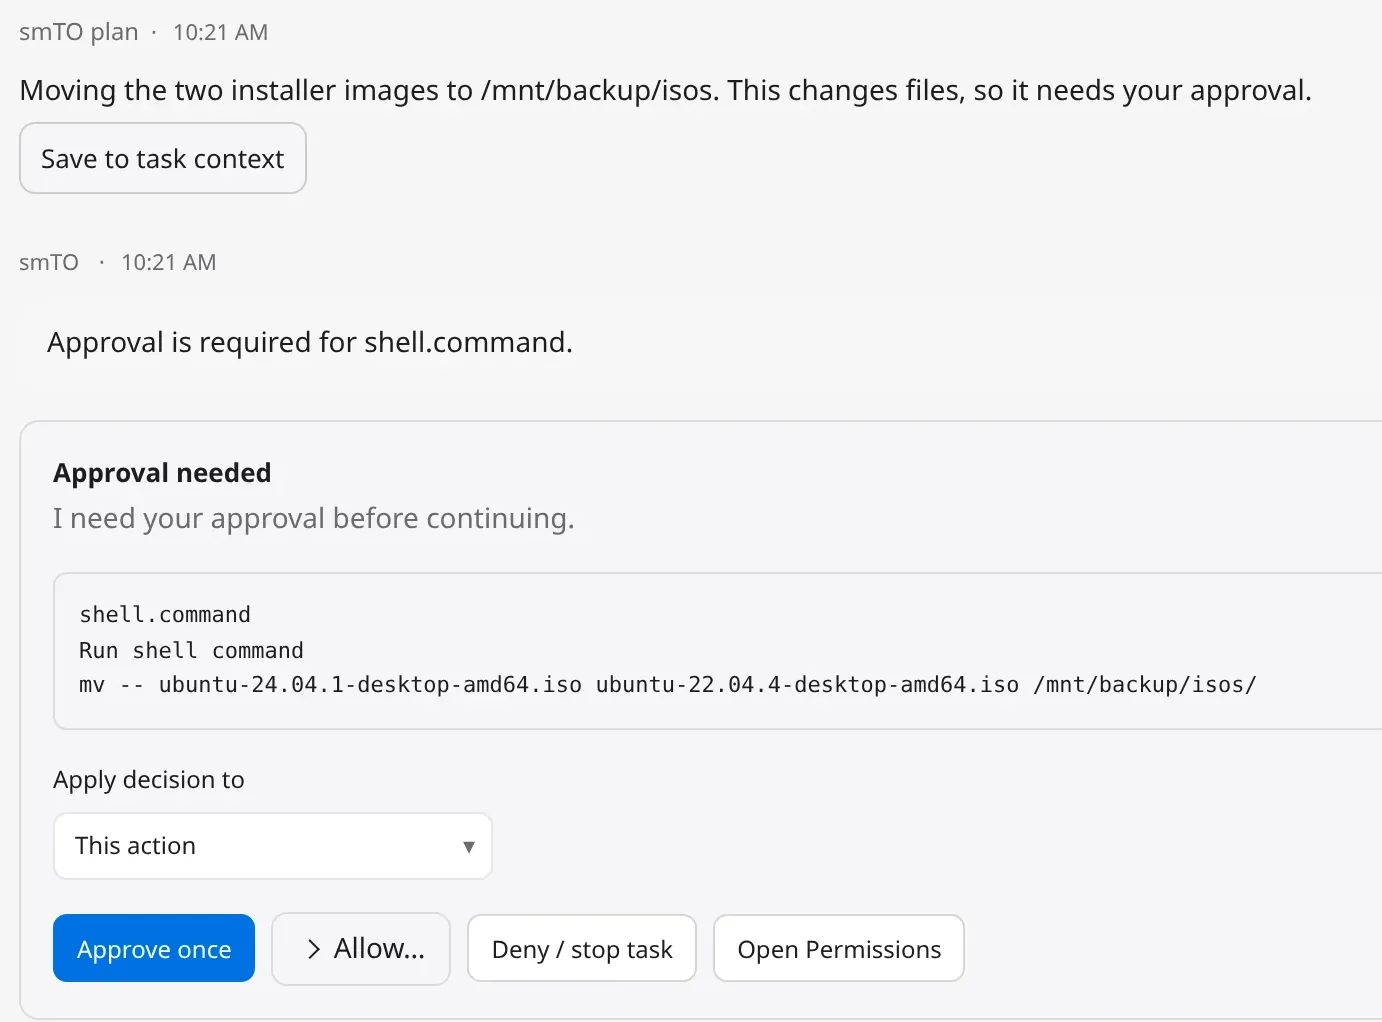 smTO plan · 10:21 AM
Moving the two installer images to /mnt/backup/isos. This changes files, so it needs your approval.
Save to task context
smTO · 10:21 AM
Approval is required for shell.command.
Approval needed
I need your approval before continuing.
shell.command
Run shell command
mv -- ubuntu-24.04.1-desktop-amd64.iso ubuntu-22.04.4-desktop-amd64.iso /mnt/backup/isos/
Apply decision to
This action ▾
Approve once > Allow... Deny / stop task Open Permissions